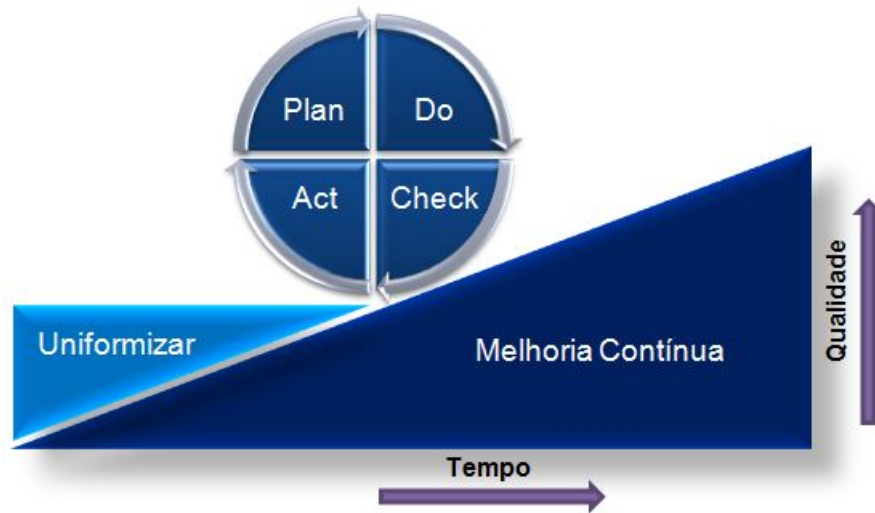 Plan
Do
Act
Check
Uniformizar
Melhoria Contínua
Qualidade
Tempo